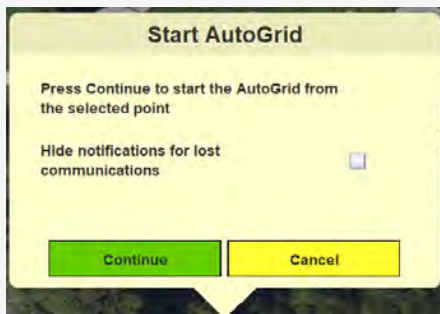 Start AutoGrid
Press Continue to start the AutoGrid from
the selected point
Hide notifications for lost
communications
Continue
Cancel